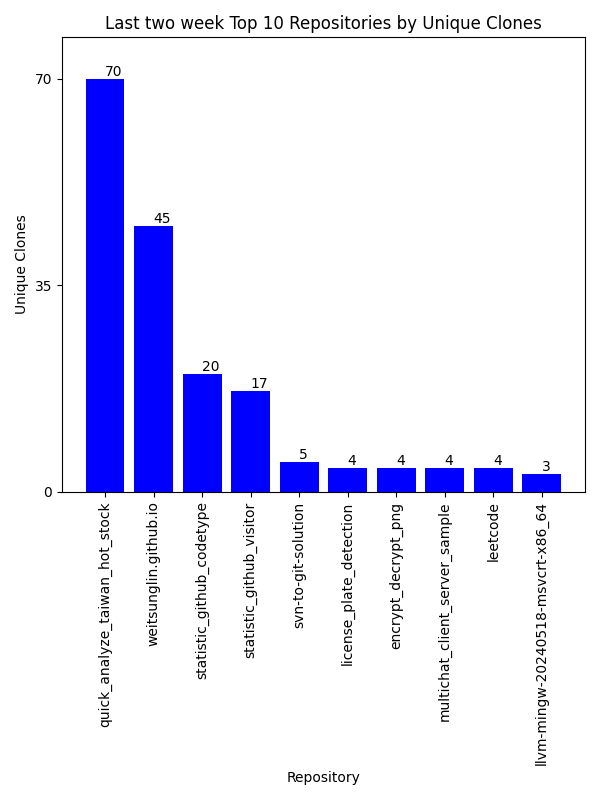 Last two week Top 10 Repositories by Unique Clones
Unique Clones
70
35
0
70
45
20
17
5
4
4
4
4
3
quick_analyze_taiwan_hot_stock
weitsunglin.github.io
statistic_github_codetype
statistic_github_visitor
svn-to-git-solution
license_plate_detection
encrypt_decrypt_png
multichat_client_server_sample
leetcode
llvm-mingw-20240518-msvcrt-x86_64
Repository